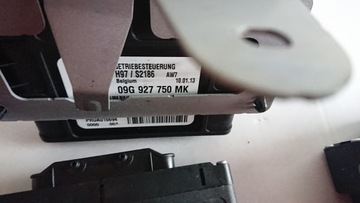 ETRIEBESTEUERUNG
H97 / S2186 AW7
Belgium 10.01.13
09G 927 750 MK